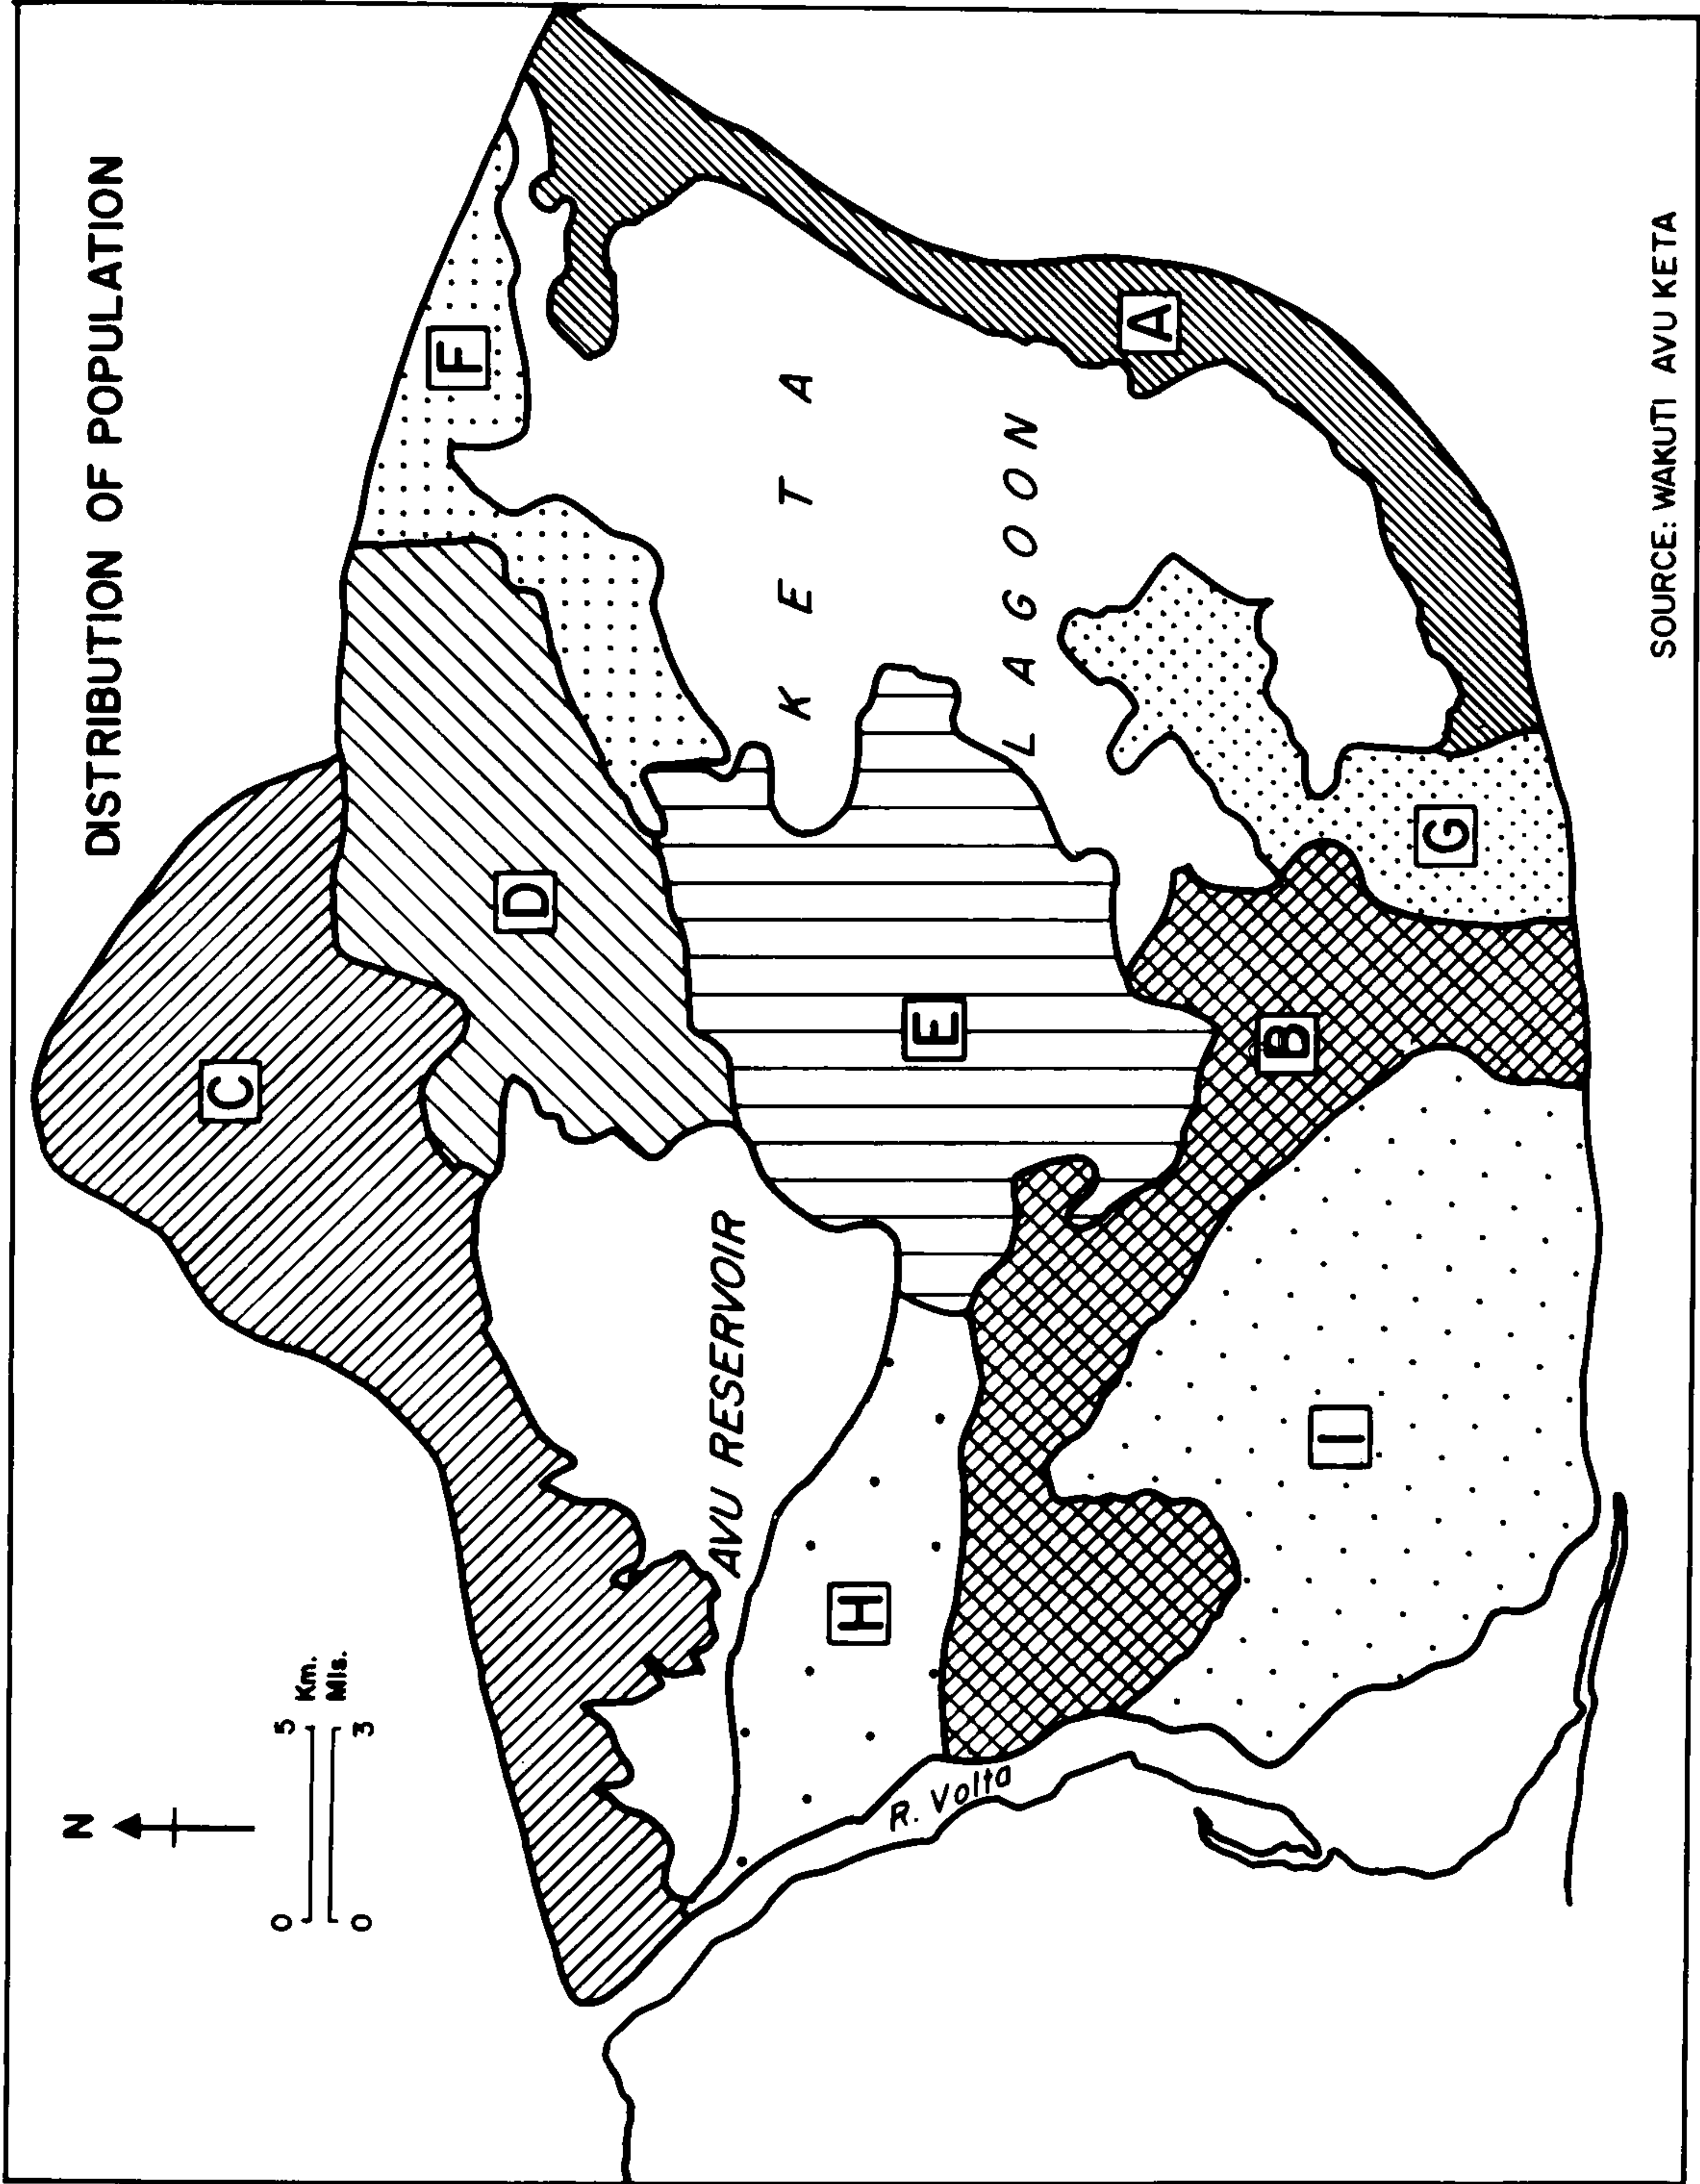 DISTRIBUTION OF POPULATION
N
0 5 Km.
0 3 Mls.
C
F
D
K E T A
AVU RESERVOIR
E
H
L A G O O N
A
R. Volta
B
G
I
SOURCE: WAKUTI AVU KETA